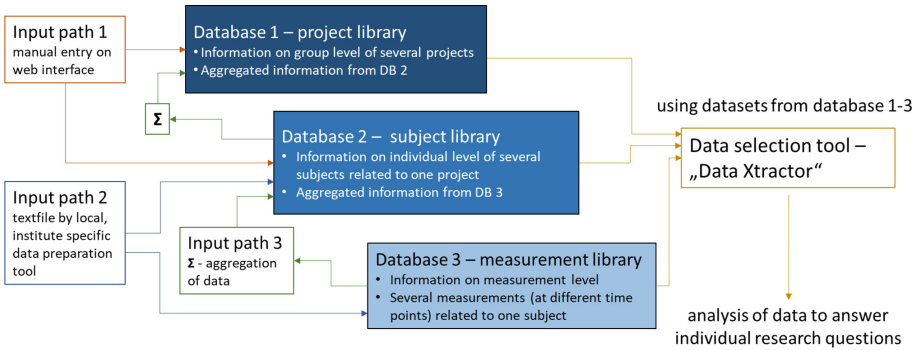 Input path 1
manual entry on
web interface
Database 1 – project library
• Information on group level of several projects
• Aggregated information from DB 2
Σ
Database 2 – subject library
• Information on individual level of several
subjects related to one project
• Aggregated information from DB 3
using datasets from database 1-3
Data selection tool –
„Data Xtractor“
Input path 2
textfile by local,
institute specific
data preparation
tool
Input path 3
Σ - aggregation
of data
Database 3 – measurement library
• Information on measurement level
• Several measurements (at different time
points) related to one subject
analysis of data to answer
individual research questions